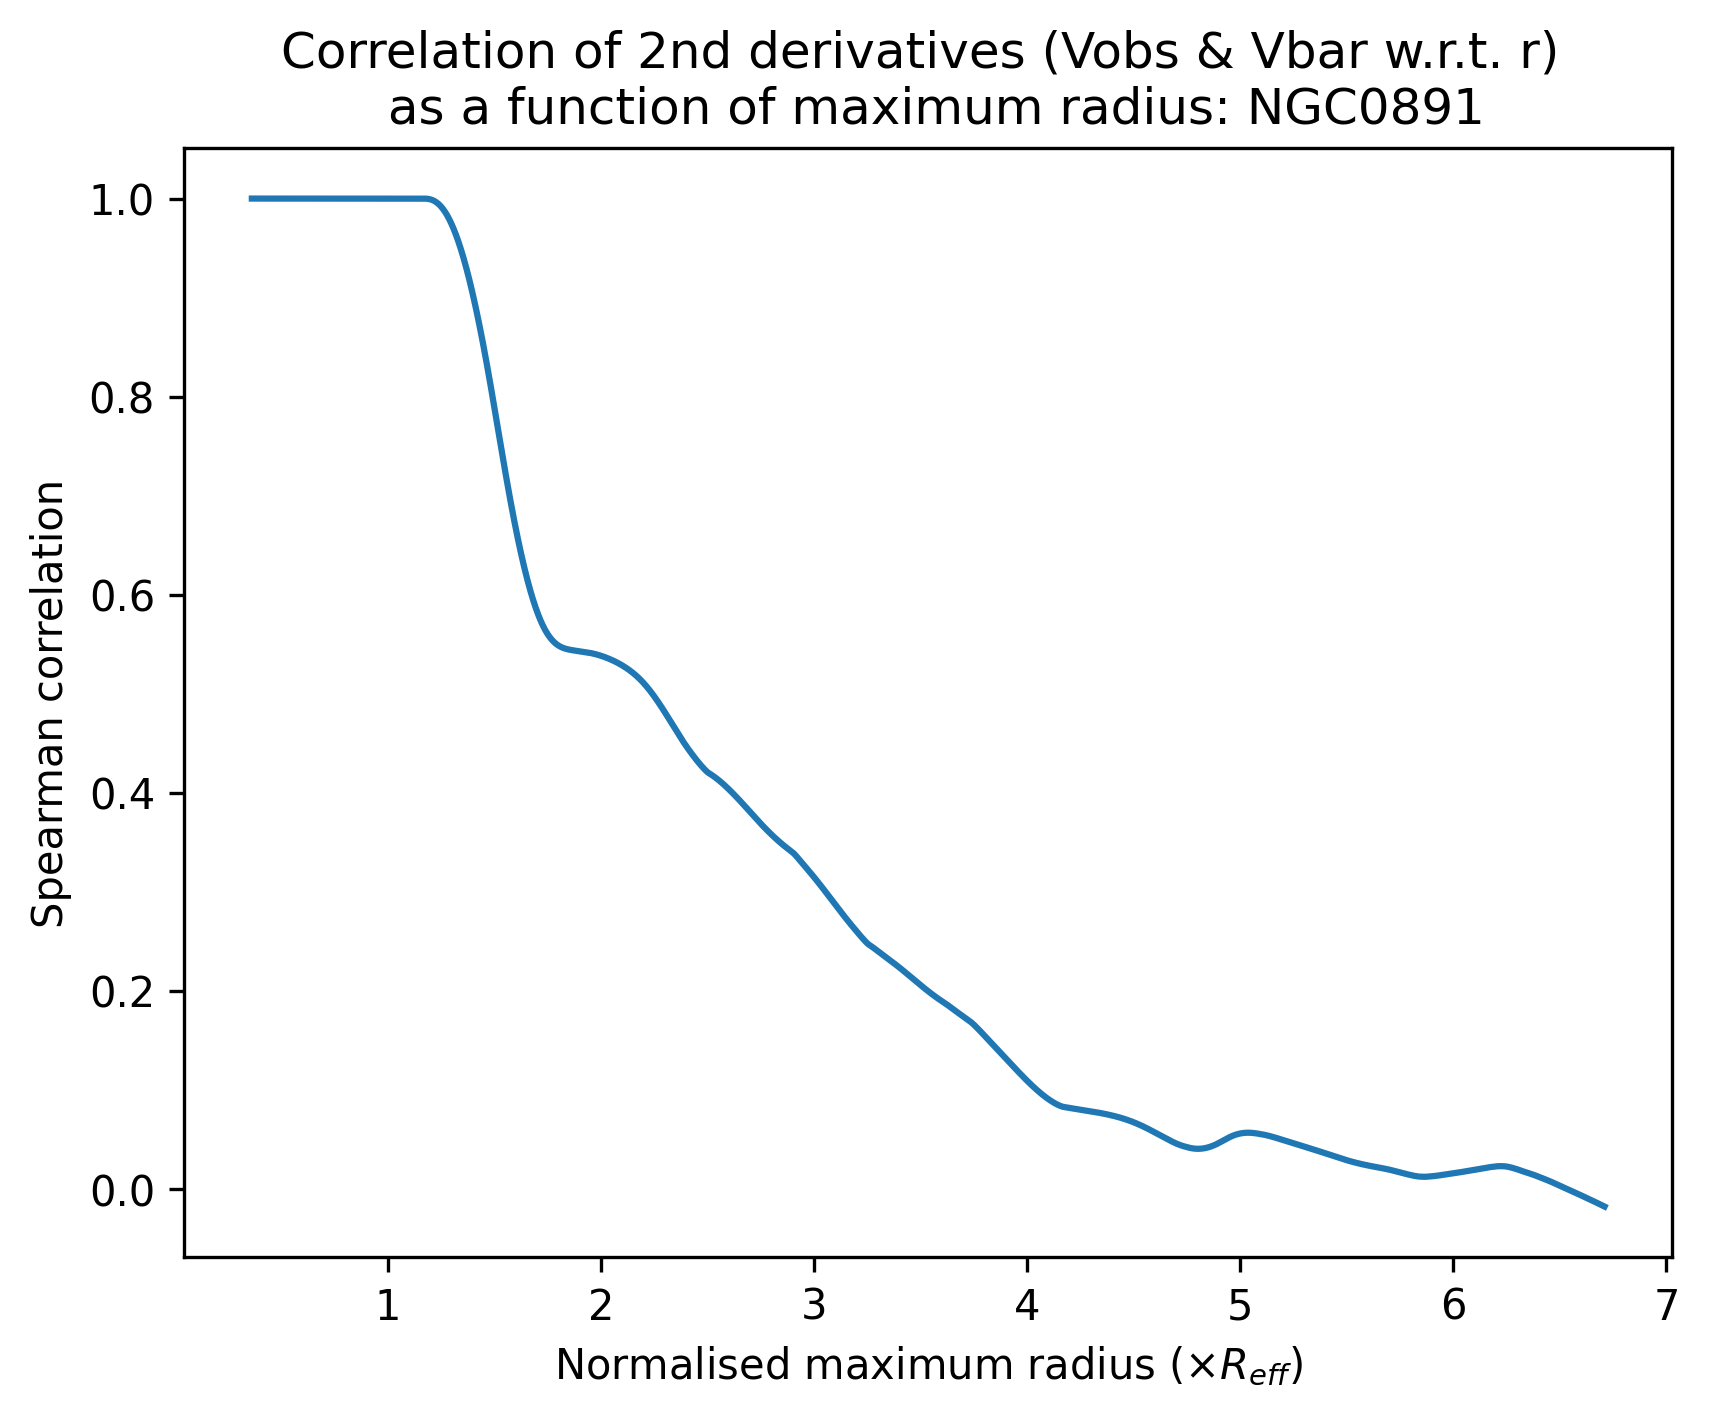 Correlation of 2nd derivatives (Vobs & Vbar w.r.t. r)
as a function of maximum radius: NGC0891
1.0
0.8
0.6
0.4
0.2
0.0
Spearman correlation
1 2 3 4 5 6 7
Normalised maximum radius (×R_eff)